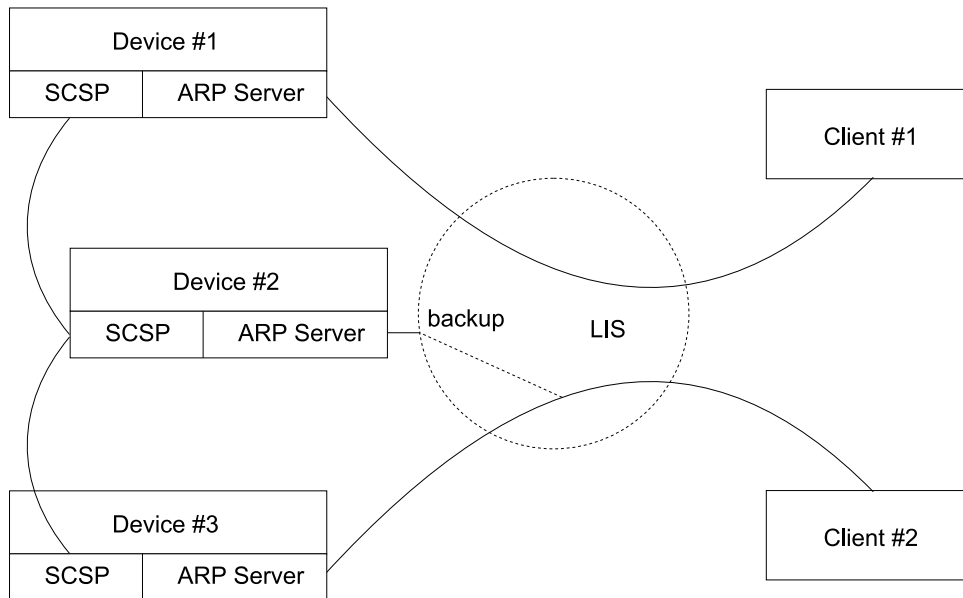 Device #1
SCSP
ARP Server
Client #1
Device #2
SCSP
ARP Server
backup
LIS
Device #3
SCSP
ARP Server
Client #2